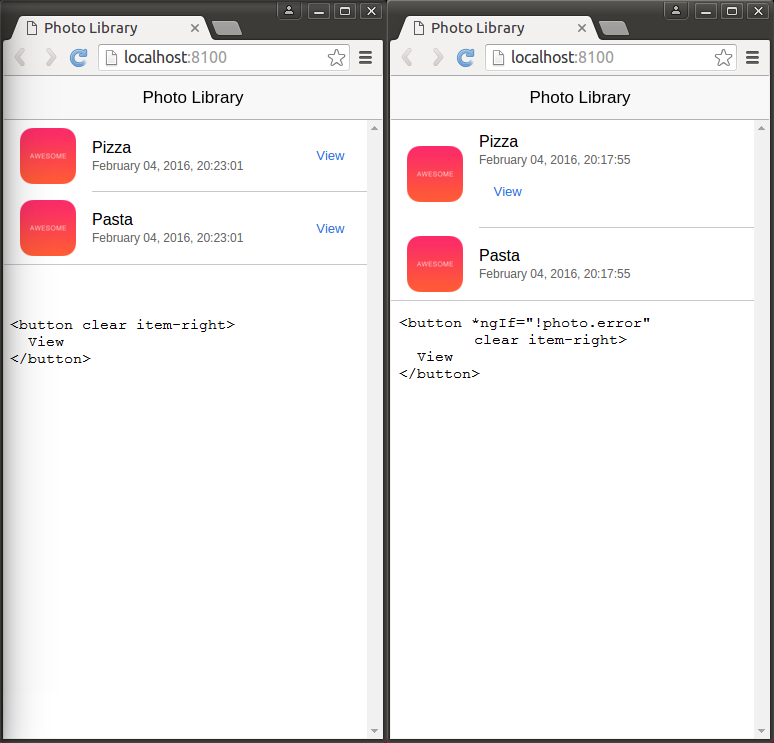 Photo Library
localhost:8100
Photo Library
AWESOME
Pizza
February 04, 2016, 20:23:01
View
AWESOME
Pasta
February 04, 2016, 20:23:01
View
<button clear item-right>
  View
</button>
Photo Library
localhost:8100
Photo Library
Pizza
February 04, 2016, 20:17:55
AWESOME
View
Pasta
AWESOME
February 04, 2016, 20:17:55
<button *ngIf="!photo.error"
        clear item-right>
  View
</button>